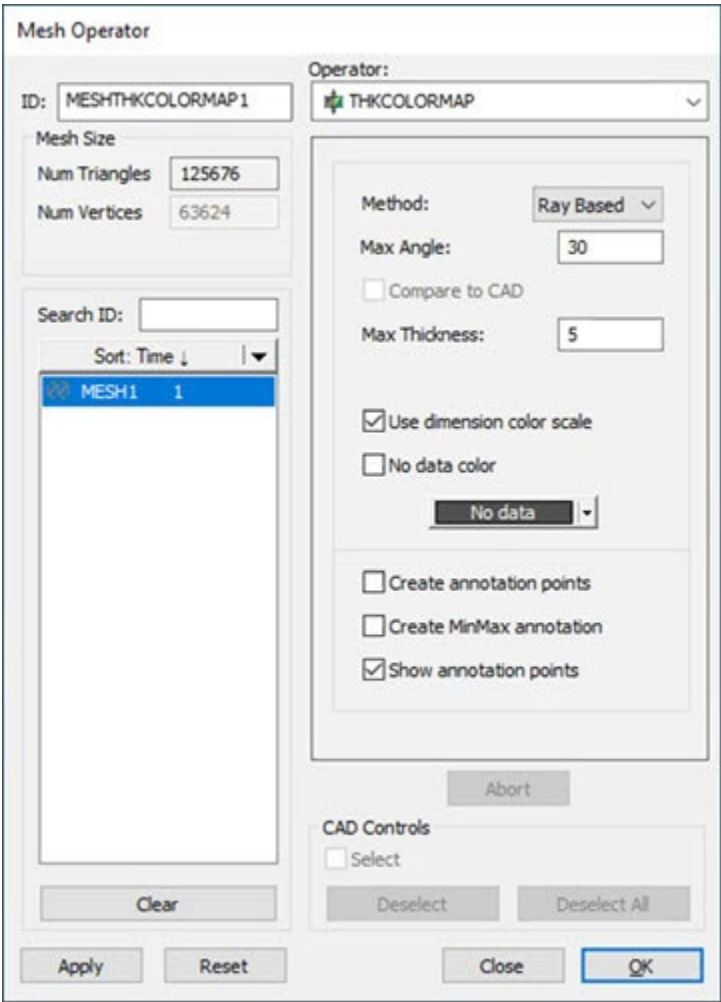 Mesh Operator
ID: MESHTHKCOLORMAP1
Operator:
THKCOLORMAP
Mesh Size
Num Triangles 125676
Num Vertices 63624
Search ID:
Sort: Time ↓
MESH1 1
Clear
Method: Ray Based
Max Angle: 30
Compare to CAD
Max Thickness: 5
Use dimension color scale
No data color
No data
Create annotation points
Create MinMax annotation
Show annotation points
Abort
CAD Controls
Select
Deselect Deselect All
Apply Reset Close OK